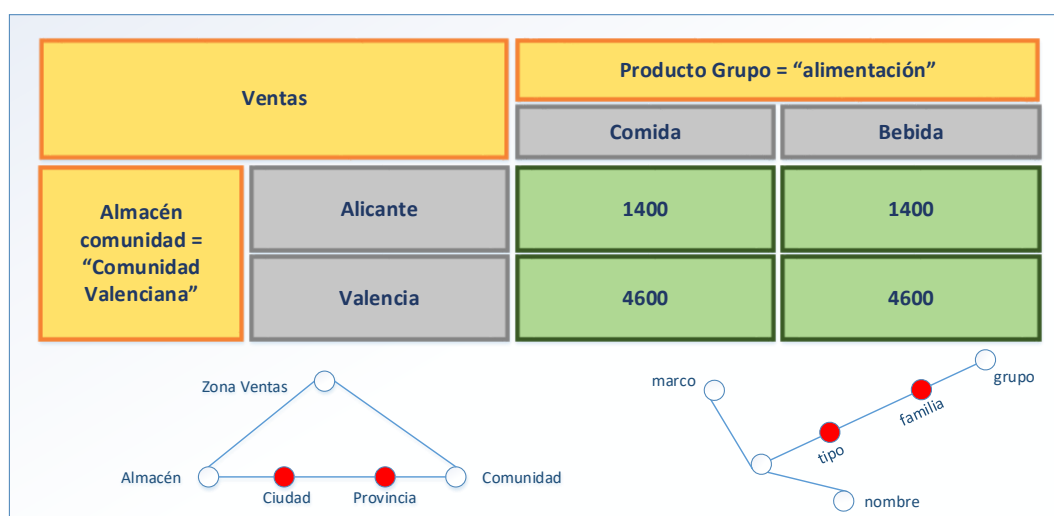 Ventas
Producto Grupo = “alimentación”
Comida
Bebida
Almacén
comunidad =
“Comunidad
Valenciana”
Alicante
1400
1400
Valencia
4600
4600
Zona Ventas
Almacén
Ciudad
Provincia
Comunidad
marco
grupo
familia
tipo
nombre